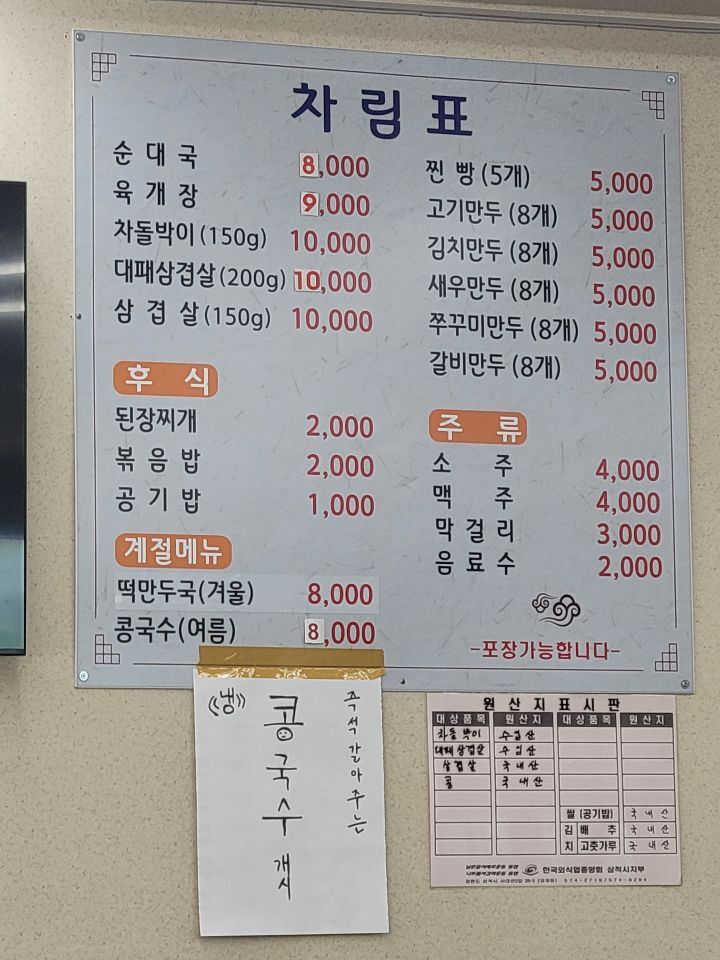 차림표
순대국 8,000
육개장 9,000
차돌박이(150g) 10,000
대패삼겹살(200g) 10,000
삼겹살(150g) 10,000
후식
된장찌개 2,000
볶음밥 2,000
공기밥 1,000
계절메뉴
떡만두국(겨울) 8,000
콩국수(여름) 8,000
찐빵(5개) 5,000
고기만두(8개) 5,000
김치만두(8개) 5,000
새우만두(8개) 5,000
쭈꾸미만두(8개) 5,000
갈비만두(8개) 5,000
주류
소주 4,000
맥주 4,000
막걸리 3,000
음료수 2,000
-포장가능합니다-
즉석 갈아주는
((냉)) 콩국수 개시
원산지표시판
대상품목 원산지 대상품목 원산지
차돌박이 수입산
대패삼겹살 수입산
삼겹살 국내산
콩 국내산
쌀 (공기밥) 국내산
김치 배추 국내산
고춧가루 국내산
한국외식업중앙회 삼척시지부